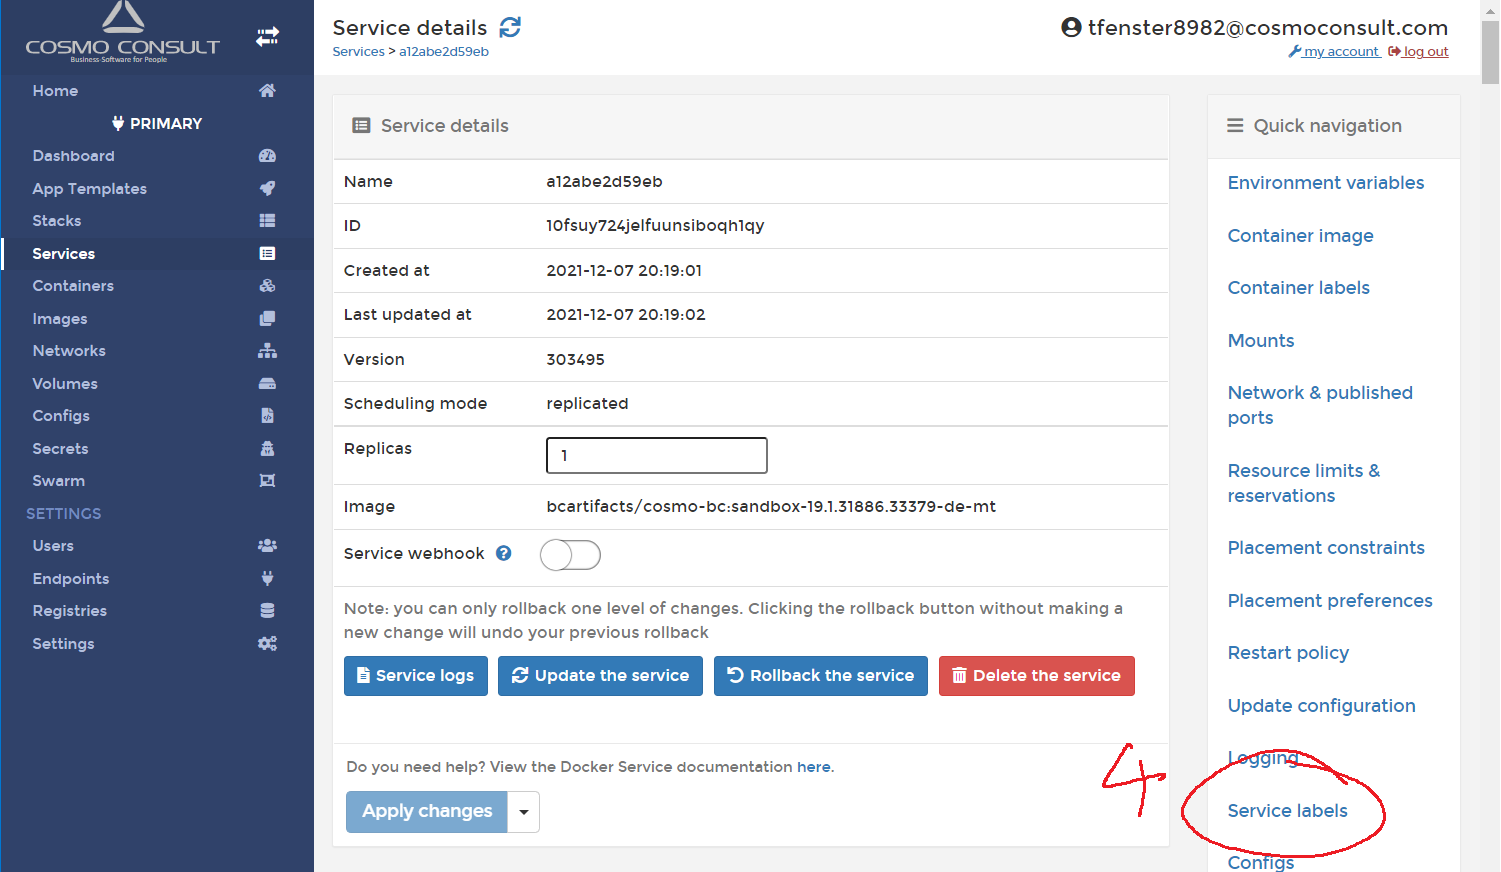 COSMO CONSULT
Business-Software for People
Home
PRIMARY
Dashboard
App Templates
Stacks
Services
Containers
Images
Networks
Volumes
Configs
Secrets
Swarm
SETTINGS
Users
Endpoints
Registries
Settings
Service details
Services > a12abe2d59eb
tfenster8982@cosmoconsult.com
my account log out
Service details
Name a12abe2d59eb
ID 10fsuy724jelfuunsiboqh1qy
Created at 2021-12-07 20:19:01
Last updated at 2021-12-07 20:19:02
Version 303495
Scheduling mode replicated
Replicas 1
Image bcartifacts/cosmo-bc:sandbox-19.1.31886.33379-de-mt
Service webhook ?
Note: you can only rollback one level of changes. Clicking the rollback button without making a
new change will undo your previous rollback
Service logs Update the service Rollback the service Delete the service
Do you need help? View the Docker Service documentation here.
Apply changes
4.
Quick navigation
Environment variables
Container image
Container labels
Mounts
Network & published
ports
Resource limits &
reservations
Placement constraints
Placement preferences
Restart policy
Update configuration
Logging
Service labels
Configs